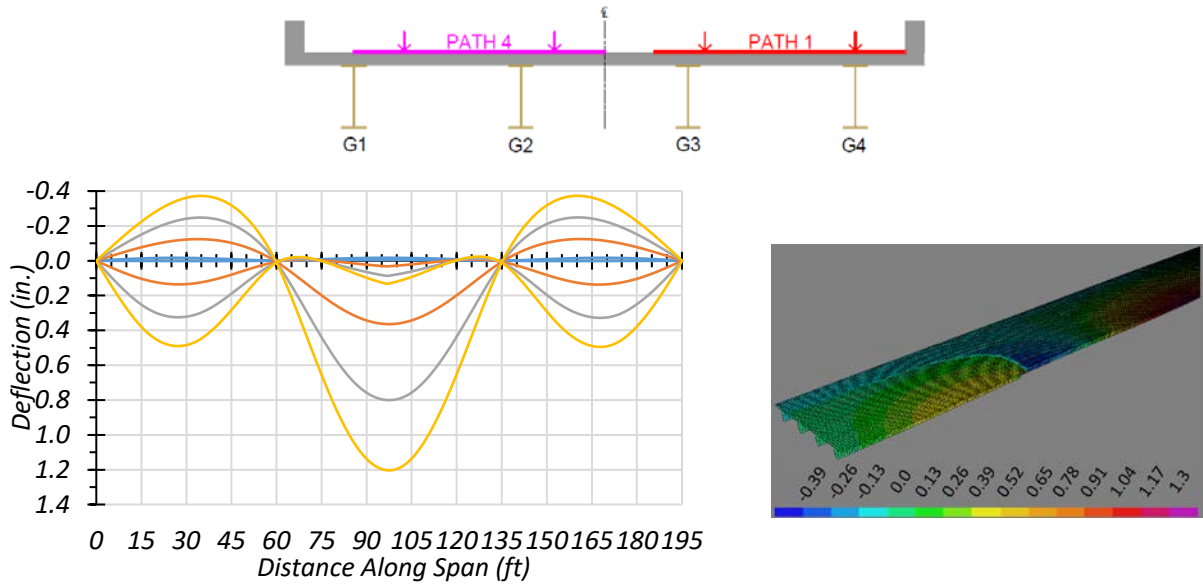 ℄
PATH 4
PATH 1
G1
G2
G3
G4
-0.4
-0.2
0.0
0.2
0.4
0.6
0.8
1.0
1.2
1.4
Deflection (in.)
0 15 30 45 60 75 90 105 120 135 150 165 180 195
Distance Along Span (ft)
-0.39 -0.26 -0.13 0.0 0.13 0.26 0.39 0.52 0.65 0.78 0.91 1.04 1.17 1.3